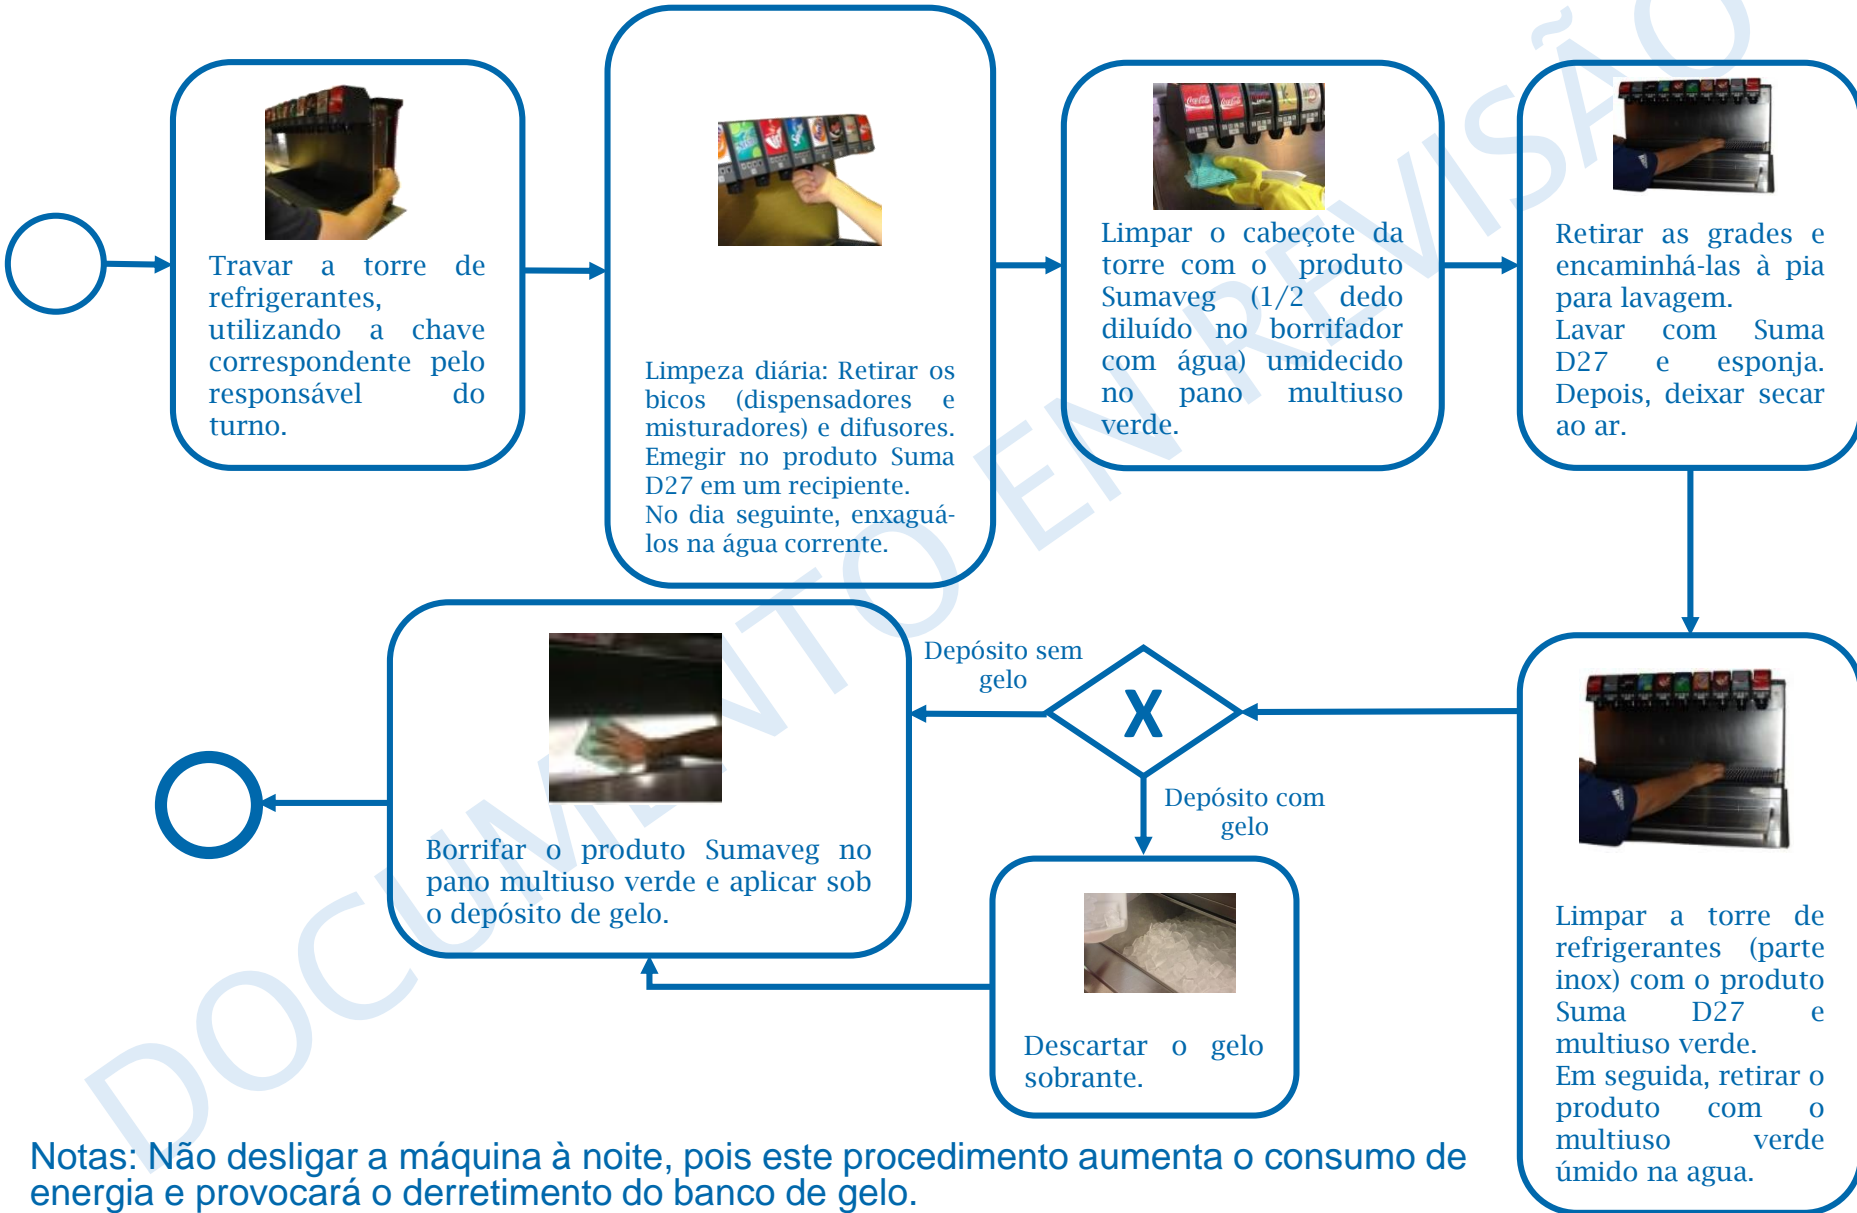 Travar a torre de
refrigerantes,
utilizando a chave
correspondente pelo
responsável do
turno.
Limpeza diária: Retirar os
bicos (dispensadores e
misturadores) e difusores.
Emegir no produto Suma
D27 em um recipiente.
No dia seguinte, enxaguá-
los na água corrente.
Limpar o cabeçote da
torre com o produto
Sumaveg (1/2 dedo
diluído no borrifador
com água) umidecido
no pano multiuso
verde.
Retirar as grades e
encaminhá-las à pia
para lavagem.
Lavar com Suma
D27 e esponja.
Depois, deixar secar
ao ar.
Limpar a torre de
refrigerantes (parte
inox) com o produto
Suma D27 e
multiuso verde.
Em seguida, retirar o
produto com o
multiuso verde
úmido na agua.
X
Depósito sem
gelo
Depósito com
gelo
Descartar o gelo
sobrante.
Borrifar o produto Sumaveg no
pano multiuso verde e aplicar sob
o depósito de gelo.
Notas: Não desligar a máquina à noite, pois este procedimento aumenta o consumo de
energia e provocará o derretimento do banco de gelo.
DOCUMENTO EN REVISÃO